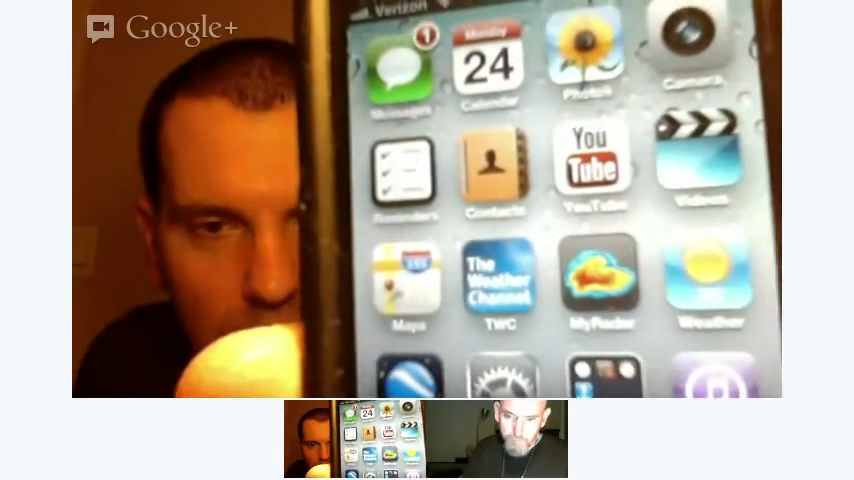 Google+
Verizon
1
Monday
24
Messages
Calendar
Photos
Camera
You
Tube
Reminders
Contacts
YouTube
Videos
280
The
Weather
Channel
Maps
TWC
MyRadar
Weather